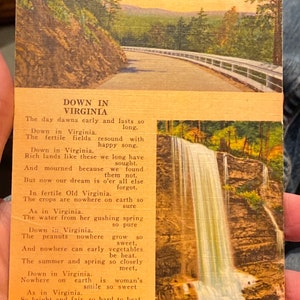 DOWN IN
VIRGINIA
The day dawns early and lasts so
long,
Down in Virginia.
The fertile fields resound with
happy song,
Down in Virginia.
Rich lands like these we long have
sought,
And mourned because we found
them not,
But now our dream is o'er all else
forgot,
In fertile Old Virginia.
The crops are nowhere on earth so
sure
As in Virginia.
The water from her gushing spring
so pure
Down in Virginia.
The peanuts nowhere grow so
sweet,
And nowhere can early vegetables
be beat,
The summer and spring so closely
meet,
Down in Virginia.
Nowhere on earth is woman's
smile so sweet,
As in Virginia.